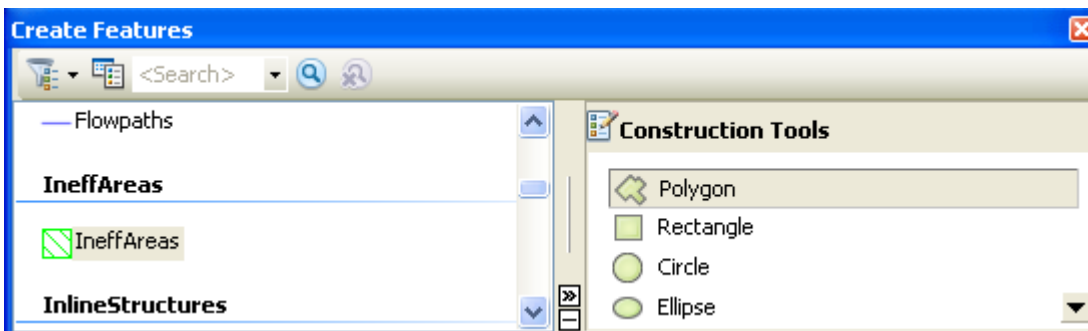 Create Features
<Search>
Flowpaths
IneffAreas
IneffAreas
InlineStructures
Construction Tools
Polygon
Rectangle
Circle
Ellipse